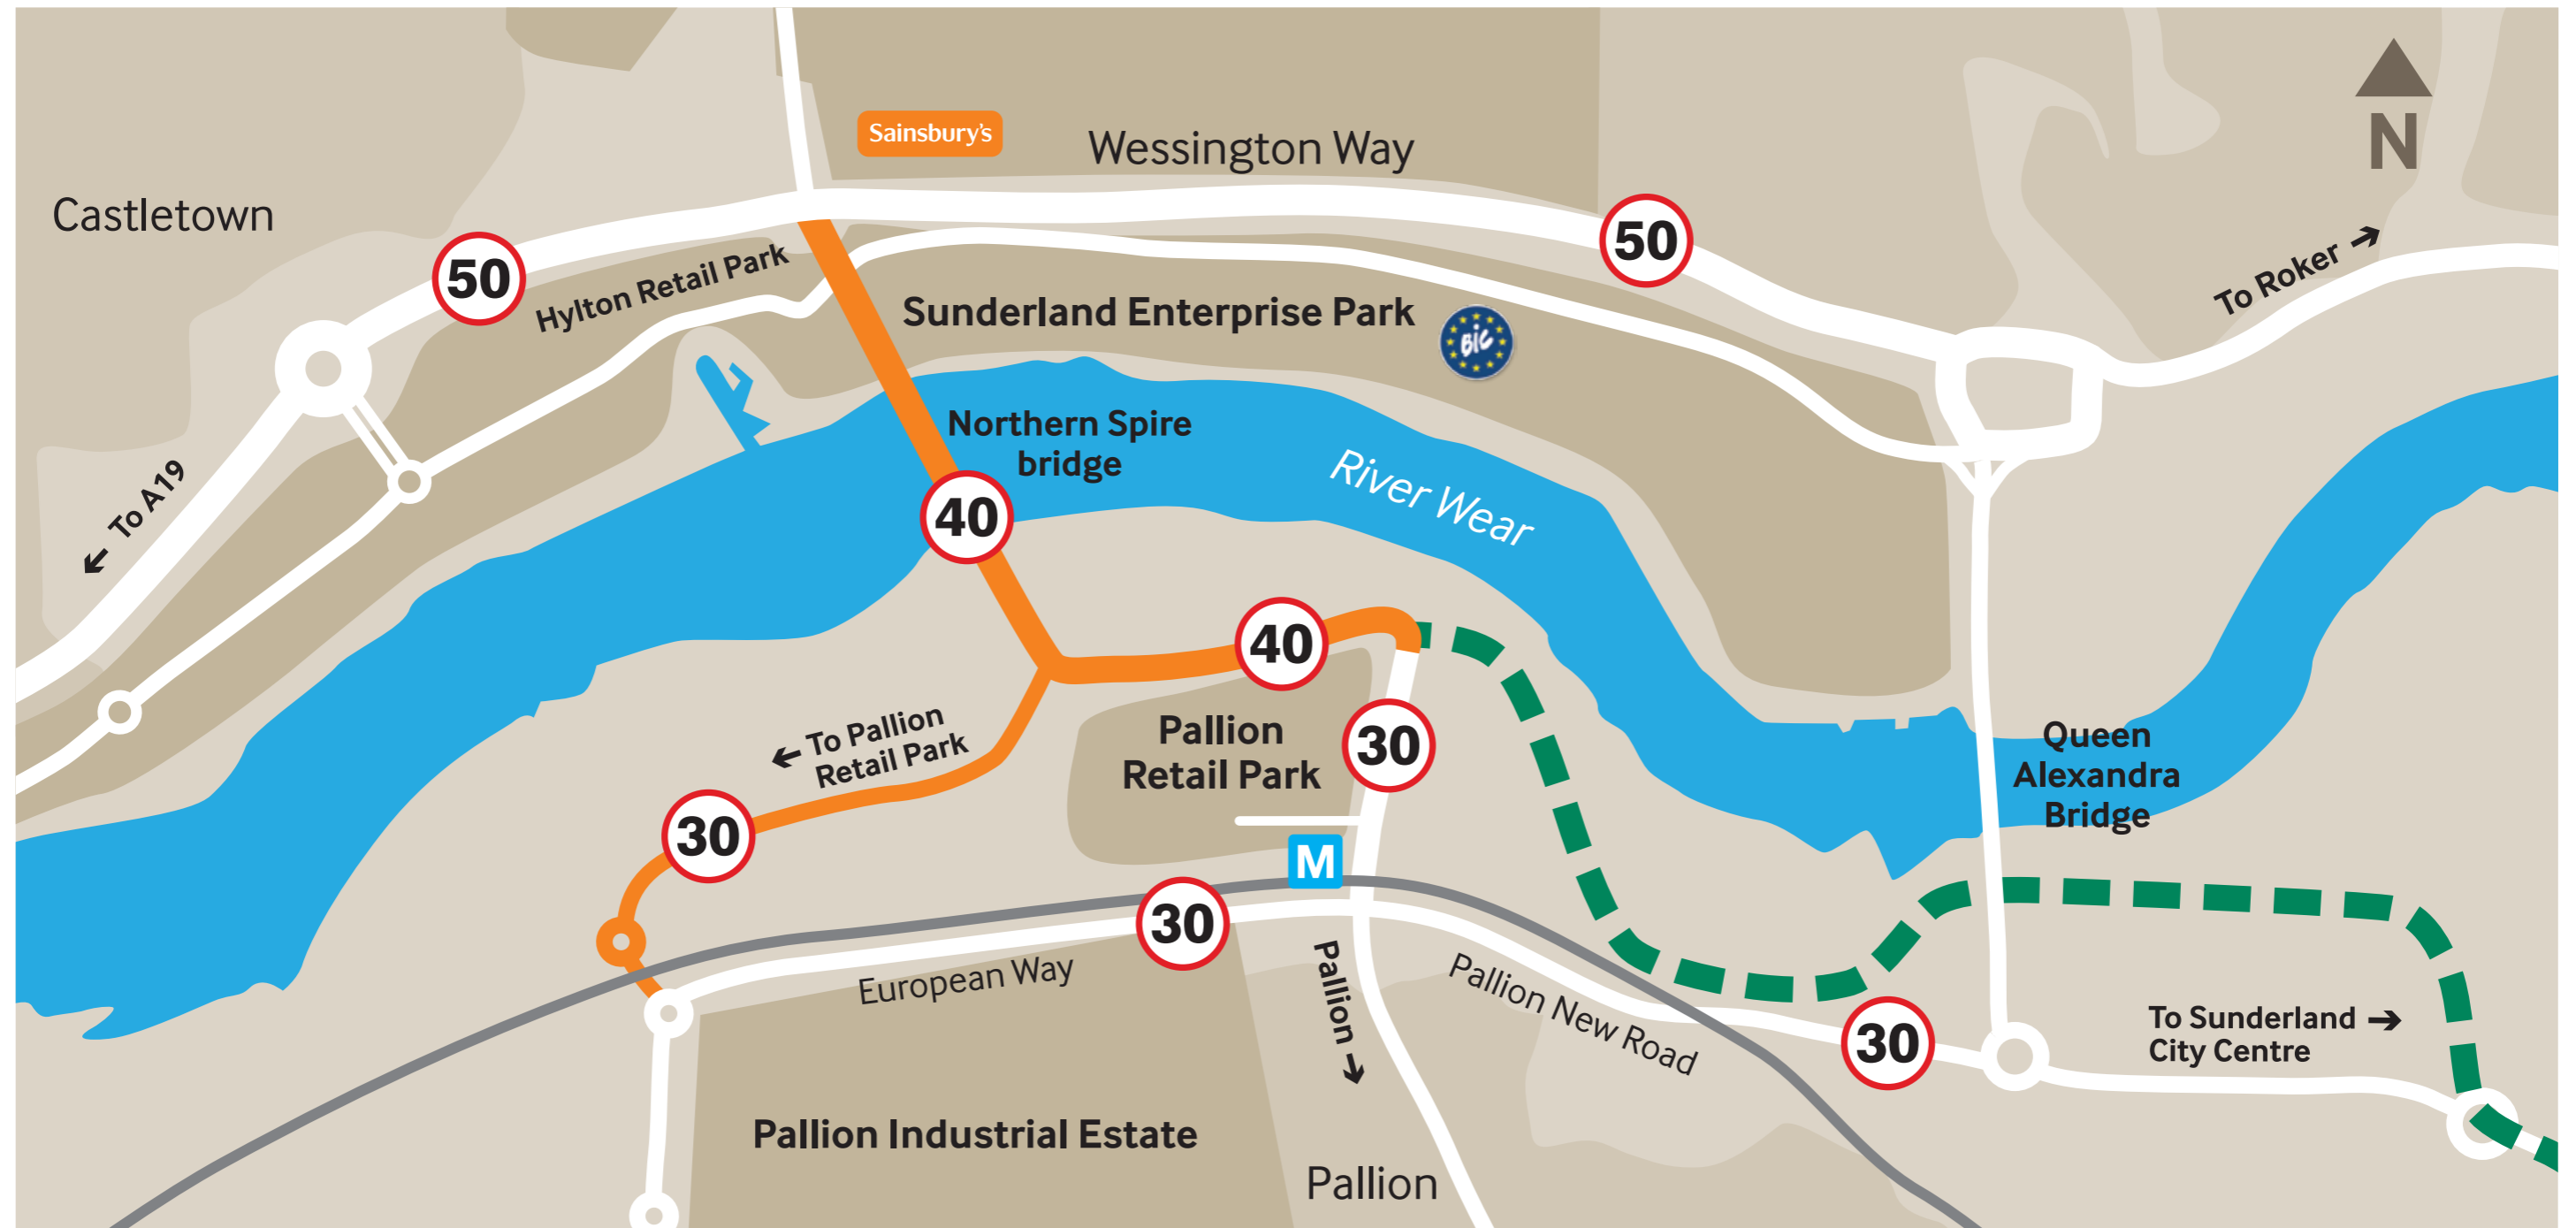 Sainsbury's
Wessington Way
N
Castletown
50
50
To Roker
Hylton Retail Park
Sunderland Enterprise Park
BIC
Northern Spire
bridge
River Wear
To A19
40
40
To Pallion
Retail Park
Pallion
Retail Park
30
Queen
Alexandra
Bridge
30
M
30
European Way
Pallion
Pallion New Road
30
To Sunderland
City Centre
Pallion Industrial Estate
Pallion